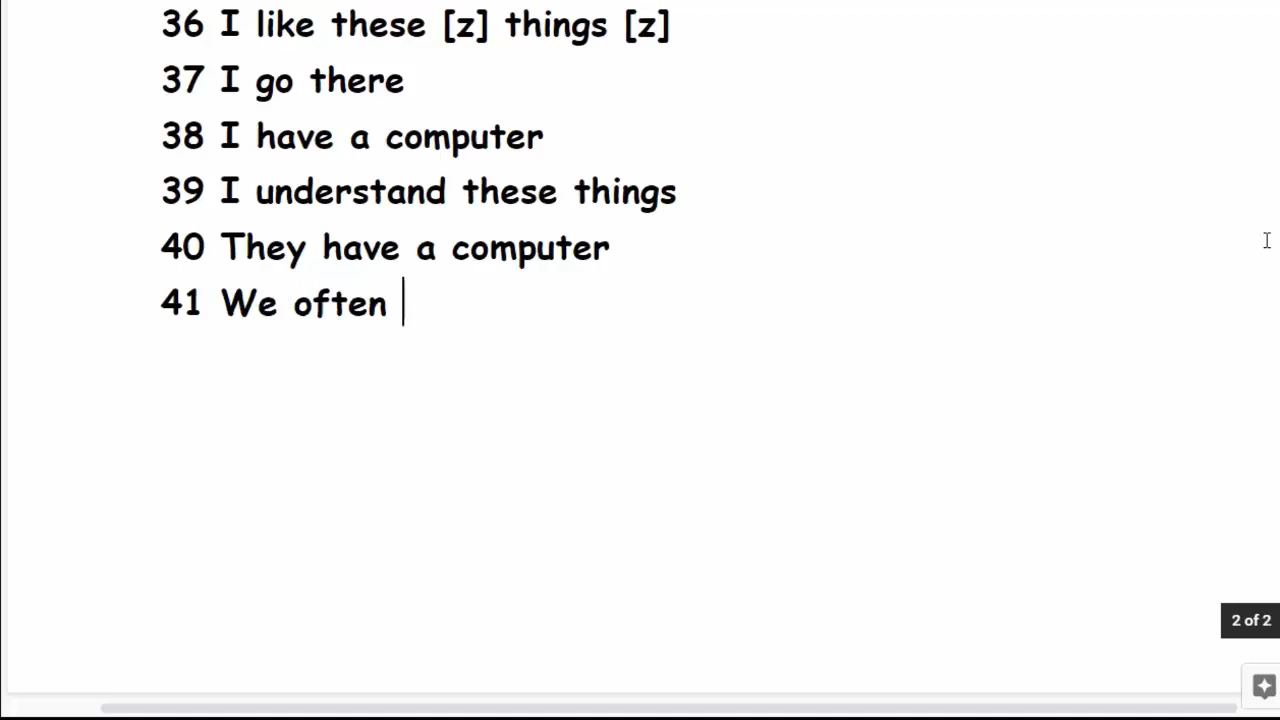 36 I like these [z] things [z]
37 I go there
38 I have a computer
39 I understand these things
40 They have a computer
41 We often
2 of 2